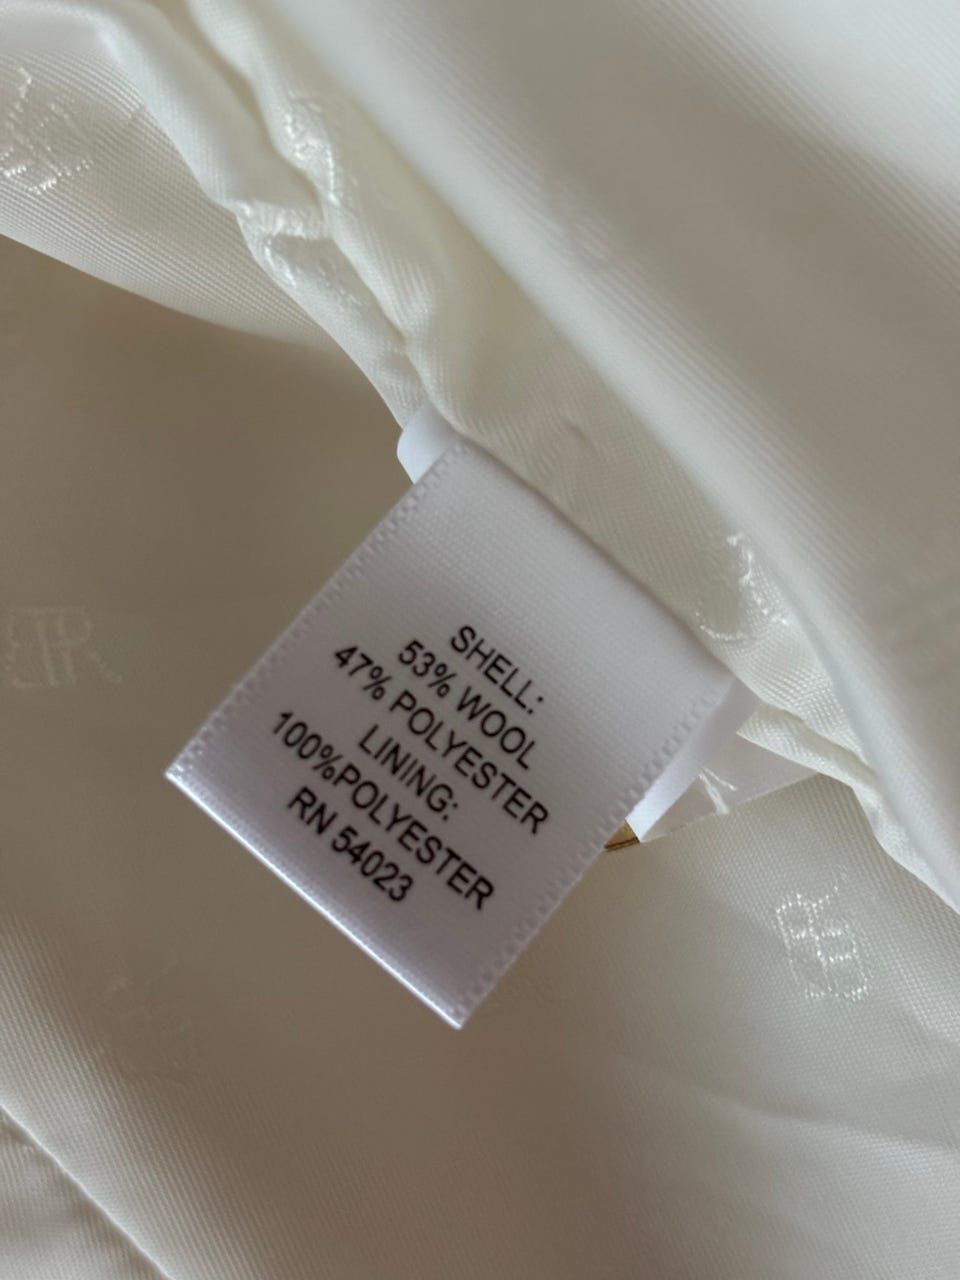 SHELL:
53% WOOL
47% POLYESTER
LINING:
100%POLYESTER
RN 54023